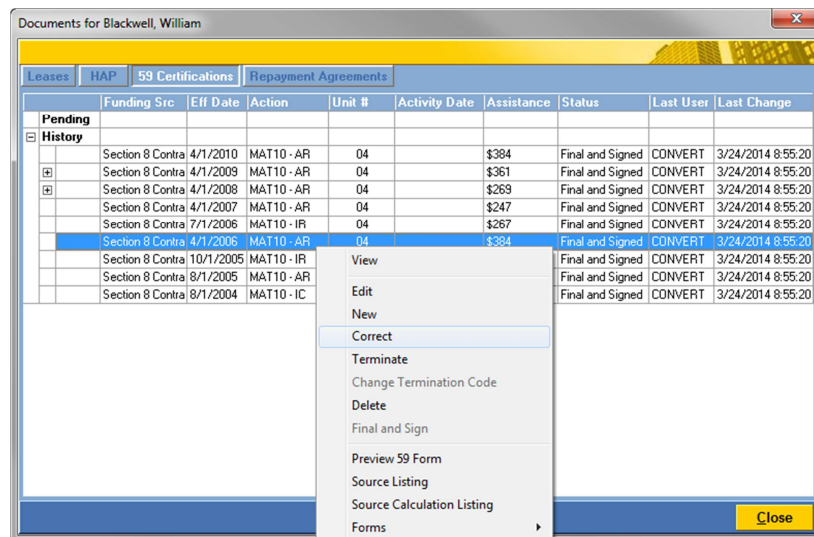 Documents for Blackwell, William
Leases HAP 59 Certifications Repayment Agreements
Funding Src Eff Date Action Unit # Activity Date Assistance Status Last User Last Change
Pending
History
Section 8 Contra 4/1/2010 MAT10 - AR 04 $384 Final and Signed CONVERT 3/24/2014 8:55:20
Section 8 Contra 4/1/2009 MAT10 - AR 04 $361 Final and Signed CONVERT 3/24/2014 8:55:20
Section 8 Contra 4/1/2008 MAT10 - AR 04 $269 Final and Signed CONVERT 3/24/2014 8:55:20
Section 8 Contra 4/1/2007 MAT10 - AR 04 $247 Final and Signed CONVERT 3/24/2014 8:55:20
Section 8 Contra 7/1/2006 MAT10 - IR 04 $267 Final and Signed CONVERT 3/24/2014 8:55:20
Section 8 Contra 4/1/2006 MAT10 - AR 04 $384 Final and Signed CONVERT 3/24/2014 8:55:20
Section 8 Contra 10/1/2005 MAT10 - IR Final and Signed CONVERT 3/24/2014 8:55:20
Section 8 Contra 8/1/2005 MAT10 - AR Final and Signed CONVERT 3/24/2014 8:55:20
Section 8 Contra 8/1/2004 MAT10 - IC Final and Signed CONVERT 3/24/2014 8:55:20
View
Edit
New
Correct
Terminate
Change Termination Code
Delete
Final and Sign
Preview 59 Form
Source Listing
Source Calculation Listing
Forms
Close